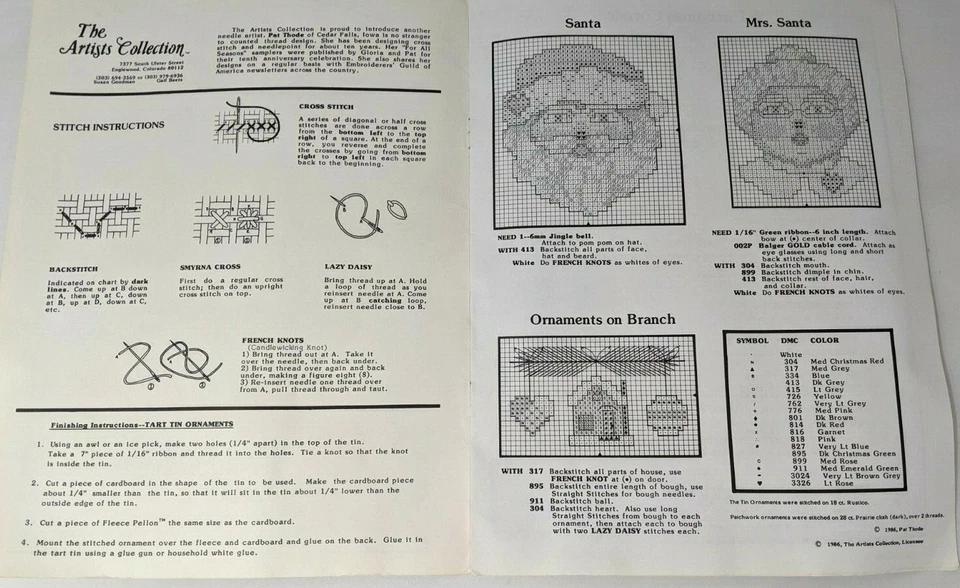 The
Artists Collection™
7377 South Ulster Street
Englewood, Colorado 80112
(303) 694-2569 or (303) 979-6936
Susan Goodman Gail Beers
The Artists Collection is proud to introduce another
needle artist. Pat Thode of Cedar Falls, Iowa is no stranger
to counted thread design. She has been designing cross
stitch and needlepoint for about ten years. Her "For All
Seasons" samplers were published by Gloria and Pat for
their tenth anniversary celebration. She also shares her
designs on a regular basis with Embroiderers' Guild of
America newsletters across the country.
STITCH INSTRUCTIONS
CROSS STITCH
A series of diagonal or half cross
stitches are done across a row
from the bottom left to the top
right of a square. At the end of a
row, you reverse and complete
the crosses by going from bottom
right to top left in each square
back to the beginning.
BACKSTITCH
Indicated on chart by dark
lines. Come up at B down
at A, then up at C, down
at B, up at D, down at C,
etc.
SMYRNA CROSS
First do a regular cross
stitch; then do an upright
cross stitch on top.
LAZY DAISY
Bring thread up at A. Hold
a loop of thread as you
reinsert needle at A. Come
up at B catching loop,
reinsert needle close to B.
FRENCH KNOTS
(Candlewicking Knot)
1) Bring thread out at A. Take it
over the needle, then back under.
2) Bring thread over again and back
under, making a figure eight (8).
3) Re-insert needle one thread over
from A, pull thread through and taut.
Finishing Instructions--TART TIN ORNAMENTS
1. Using an awl or an ice pick, make two holes (1/4" apart) in the top of the tin.
Take a 7" piece of 1/16" ribbon and thread it into the holes. Tie a knot so that the knot
is inside the tin.
2. Cut a piece of cardboard in the shape of the tin to be used. Make the cardboard piece
about 1/4" smaller than the tin, so that it will sit in the tin about 1/4" lower than the
outside edge of the tin.
3. Cut a piece of Fleece Pellon™ the same size as the cardboard.
4. Mount the stitched ornament over the fleece and cardboard and glue on the back. Glue it in
the tart tin using a glue gun or household white glue.
Santa
NEED 1--6mm Jingle bell.
Attach to pom pom on hat.
WITH 413 Backstitch all parts of face,
hat and beard.
White Do FRENCH KNOTS as whites of eyes.
Mrs. Santa
NEED 1/16" Green ribbon--6 inch length. Attach
bow at (•) center of collar.
002P Balger GOLD cable cord. Attach as
eye glasses using long and short
back stitches.
WITH 304 Backstitch mouth.
899 Backstitch dimple in chin.
413 Backstitch rest of face, hair,
and collar.
White Do FRENCH KNOTS as whites of eyes.
Ornaments on Branch
WITH 317 Backstitch all parts of house, use
FRENCH KNOT at (•) on door.
895 Backstitch entire length of bough, use
Straight Stitches for bough needles.
911 Backstitch ball.
304 Backstitch heart. Also use long
Straight Stitches from bough to each
ornament, then attach each to bough
with two LAZY DAISY stitches each.
SYMBOL DMC COLOR
White
304 Med Christmas Red
317 Med Grey
334 Blue
413 Dk Grey
415 Lt Grey
726 Yellow
762 Very Lt Grey
776 Med Pink
801 Dk Brown
814 Dk Red
816 Garnet
818 Pink
827 Very Lt Blue
895 Dk Christmas Green
899 Med Rose
911 Med Emerald Green
3024 Very Lt Brown Grey
3326 Lt Rose
The Tin Ornaments were stitched on 18 ct. Rustico.
Patchwork ornaments were stitched on 28 ct. Prairie cloth (dark), over 2 threads.
© 1986, Pat Thode
© 1986, The Artists Collection, Licensee